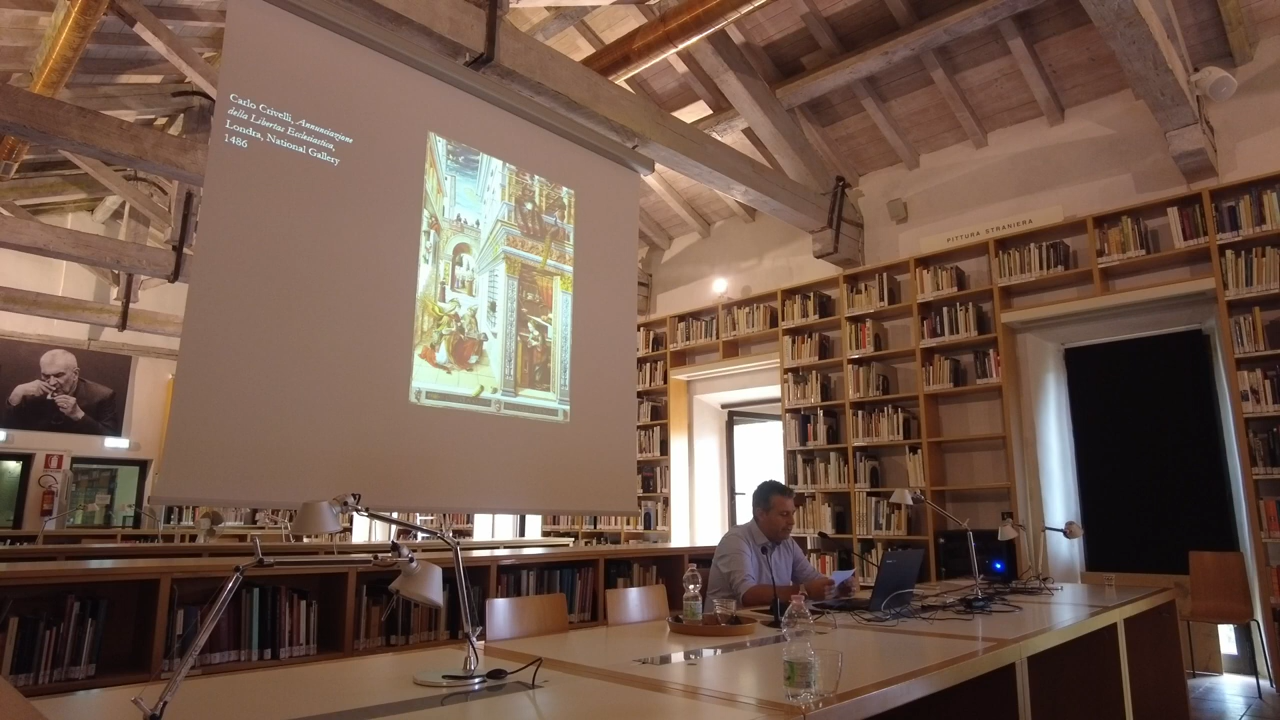 Carlo Crivelli, Annunciazione
della Libertas Ecclesiastica,
Londra, National Gallery
1486
PITTURA STRANIERA